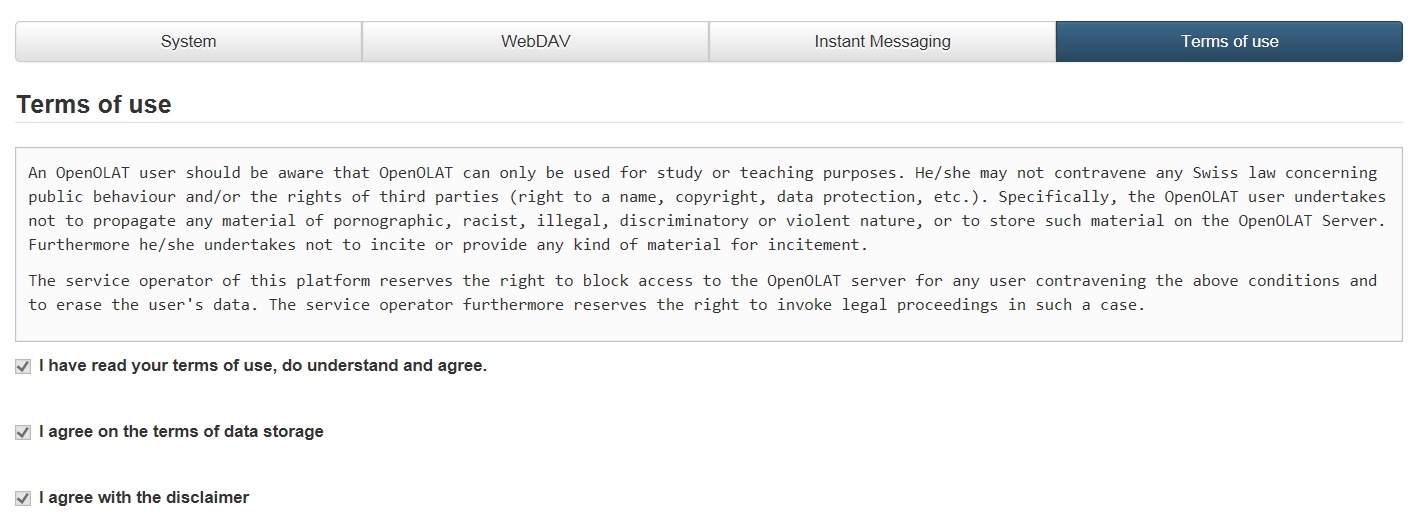 System
WebDAV
Instant Messaging
Terms of use
Terms of use
An OpenOLAT user should be aware that OpenOLAT can only be used for study or teaching purposes. He/she may not contravene any Swiss law concerning
public behaviour and/or the rights of third parties (right to a name, copyright, data protection, etc.). Specifically, the OpenOLAT user undertakes
not to propagate any material of pornographic, racist, illegal, discriminatory or violent nature, or to store such material on the OpenOLAT Server.
Furthermore he/she undertakes not to incite or provide any kind of material for incitement.
The service operator of this platform reserves the right to block access to the OpenOLAT server for any user contravening the above conditions and
to erase the user's data. The service operator furthermore reserves the right to invoke legal proceedings in such a case.
I have read your terms of use, do understand and agree.
I agree on the terms of data storage
I agree with the disclaimer